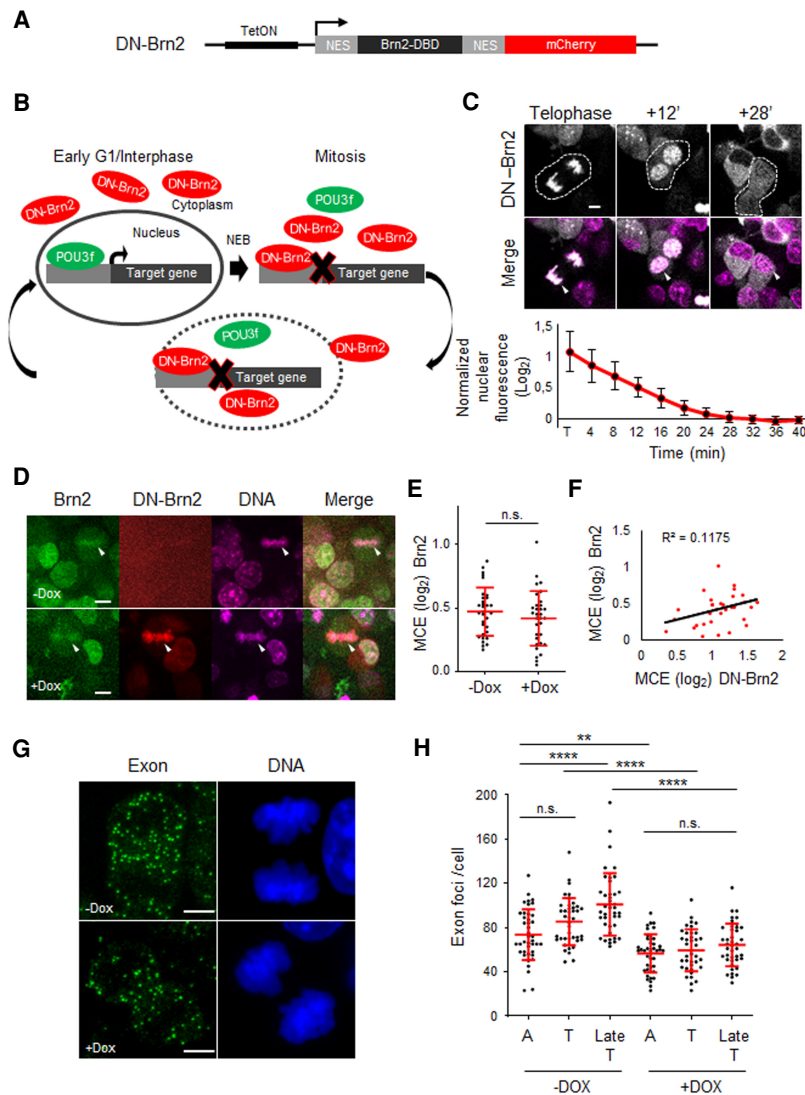 A
DN-Brn2
TetON
NES
Brn2-DBD
NES
mCherry
B
Early G1/Interphase
Mitosis
DN-Brn2
DN-Brn2
DN-Brn2
Cytoplasm
POU3f
DN-Brn2
DN-Brn2
Nucleus
NEB
POU3f
DN-Brn2
Target gene
Target gene
POU3f
DN-Brn2
DN-Brn2
Target gene
DN-Brn2
C
Telophase
+12'
+28'
DN –Brn2
Merge
Normalized nuclear fluorescence (Log2)
1,5
1
0,5
0
T 4 8 12 16 20 24 28 32 36 40
Time (min)
D
Brn2 DN-Brn2 DNA Merge
-Dox
+Dox
E
n.s.
MCE (log2) Brn2
1.0
0.5
0.0
-Dox +Dox
F
R² = 0.1175
MCE (log2) Brn2
1.5
1
0.5
0
0 0.5 1 1.5 2
MCE (log2) DN-Brn2
G
Exon DNA
-Dox
+Dox
H
**
****
****
****
n.s.
n.s.
Exon foci /cell
200
160
120
80
40
0
A T Late T A T Late T
-DOX +DOX